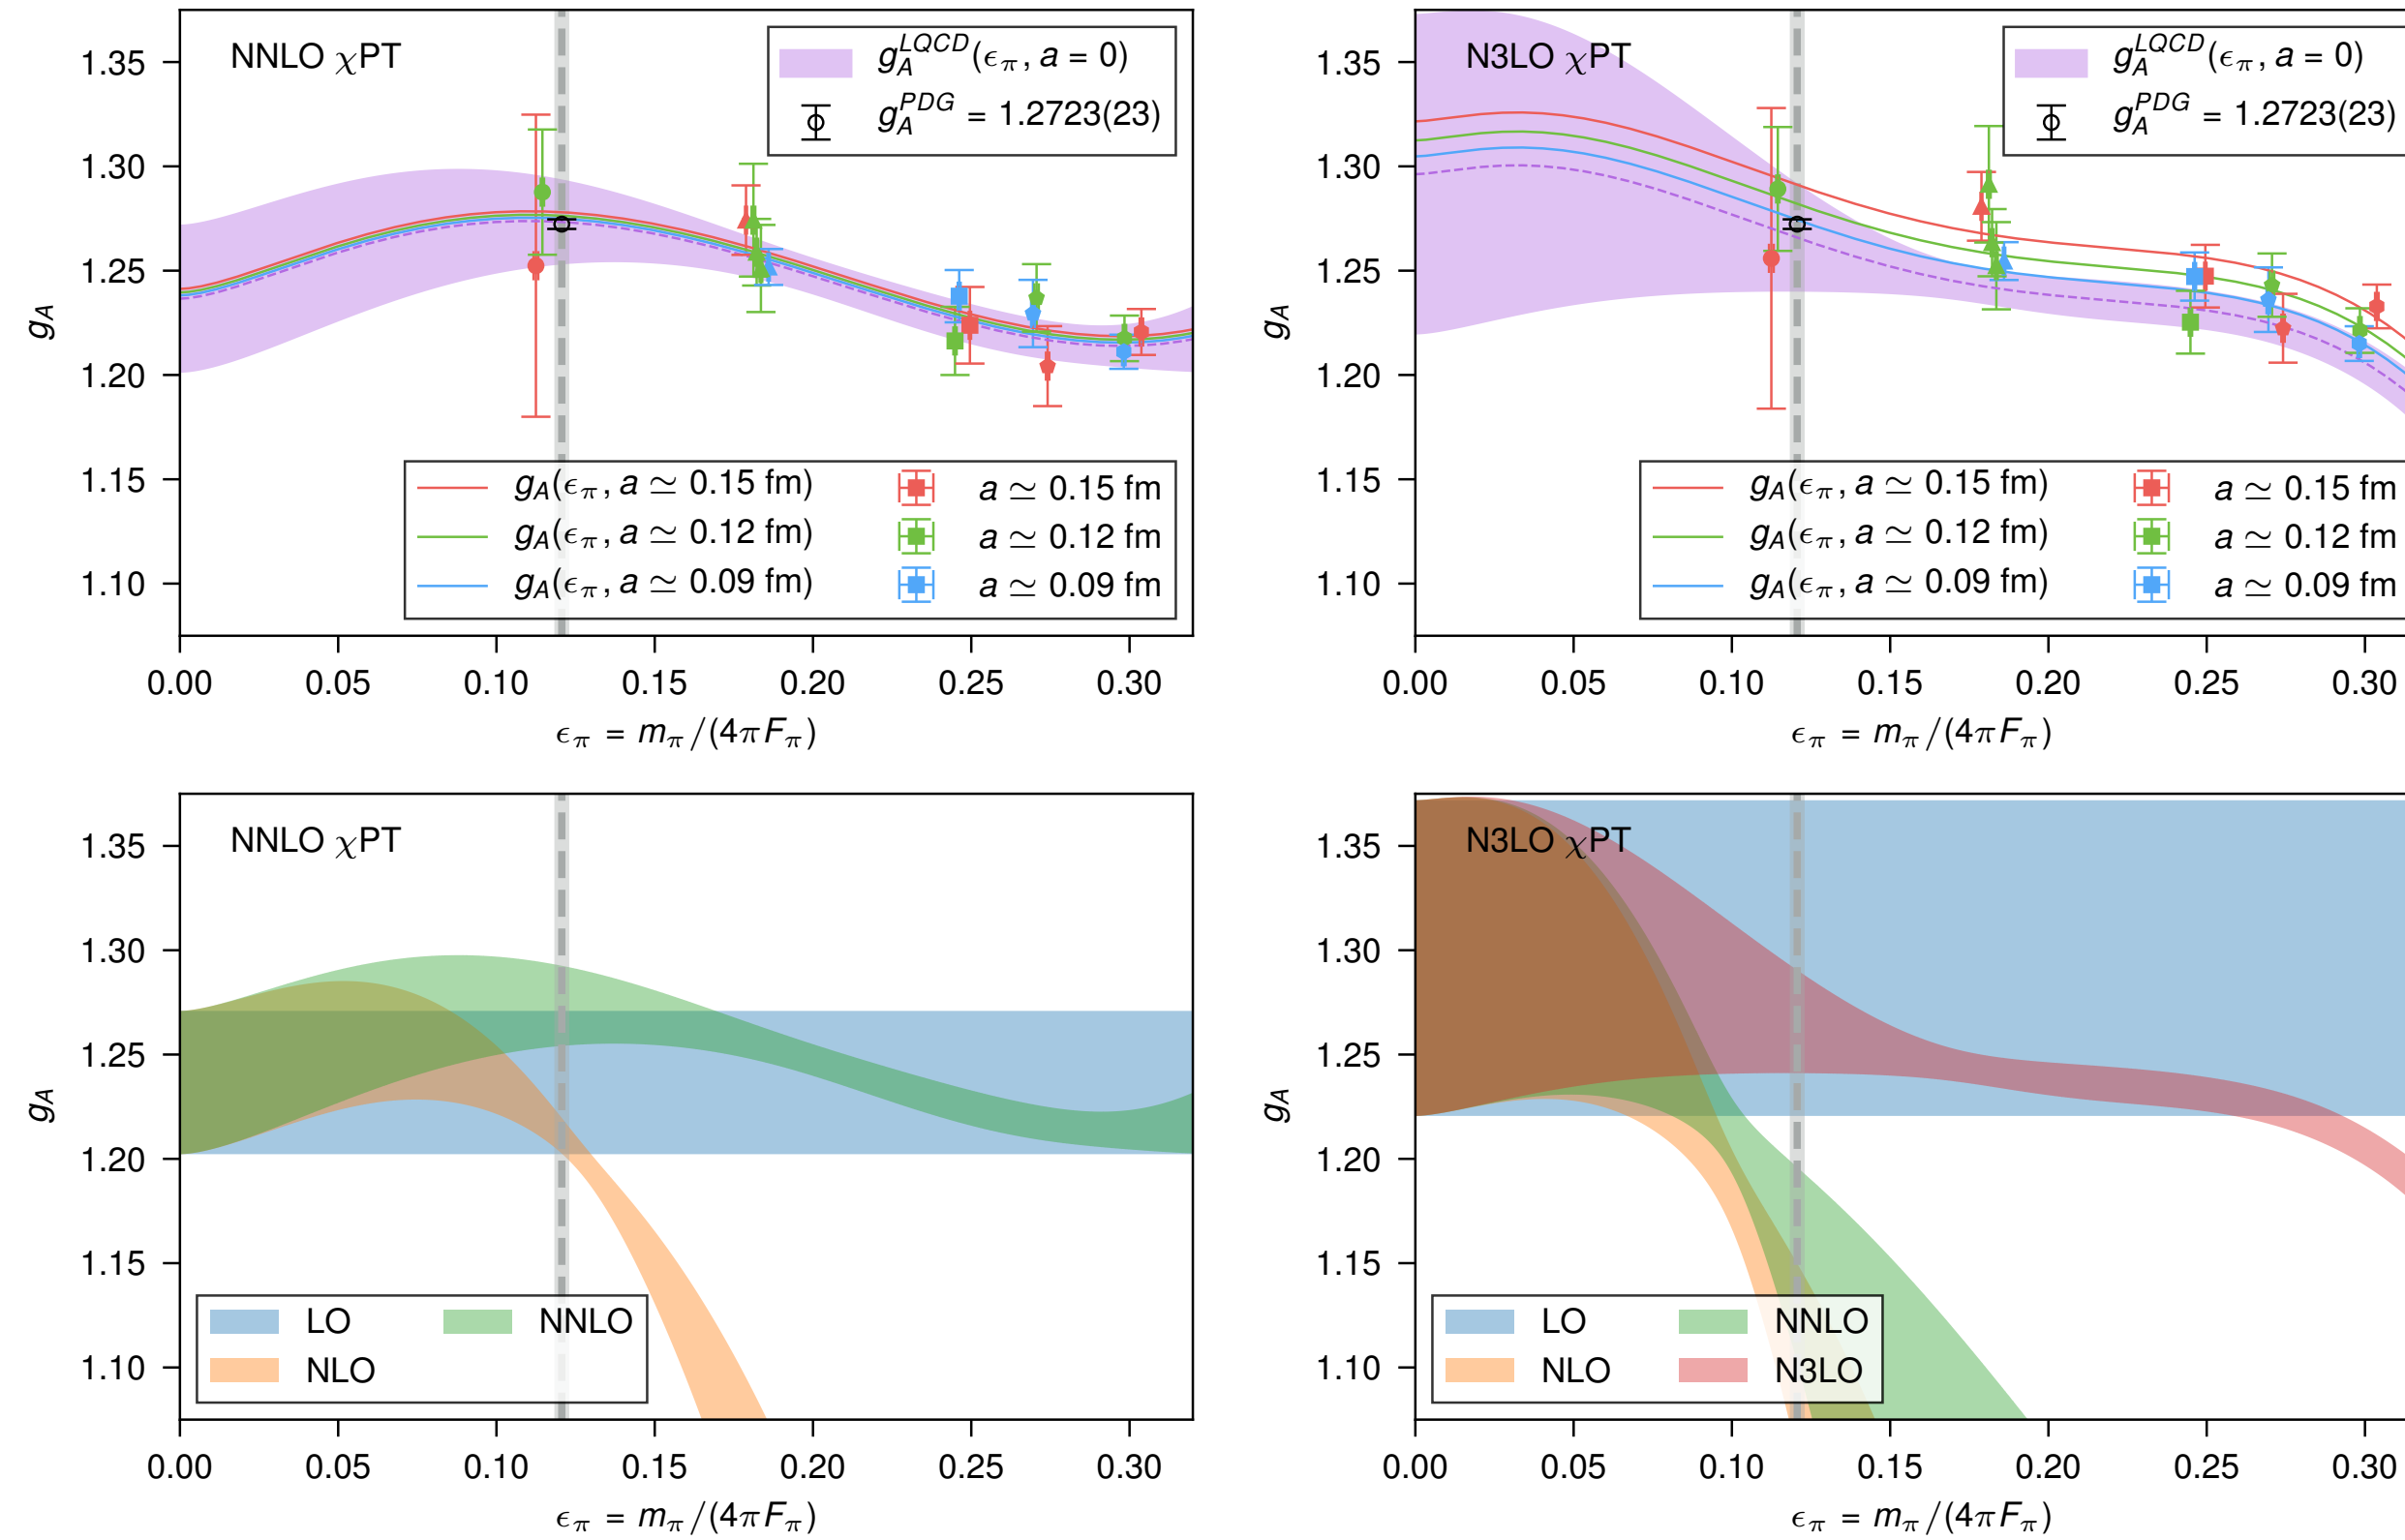 NNLO χPT
g_A^{LQCD}(ϵ_π, a = 0)
g_A^{PDG} = 1.2723(23)
1.35
1.30
1.25
1.20
1.15
1.10
g_A
g_A(ϵ_π, a ≃ 0.15 fm) a ≃ 0.15 fm
g_A(ϵ_π, a ≃ 0.12 fm) a ≃ 0.12 fm
g_A(ϵ_π, a ≃ 0.09 fm) a ≃ 0.09 fm
0.00 0.05 0.10 0.15 0.20 0.25 0.30
ϵ_π = m_π/(4πF_π)
N3LO χPT
g_A^{LQCD}(ϵ_π, a = 0)
g_A^{PDG} = 1.2723(23)
1.35
1.30
1.25
1.20
1.15
1.10
g_A
g_A(ϵ_π, a ≃ 0.15 fm) a ≃ 0.15 fm
g_A(ϵ_π, a ≃ 0.12 fm) a ≃ 0.12 fm
g_A(ϵ_π, a ≃ 0.09 fm) a ≃ 0.09 fm
0.00 0.05 0.10 0.15 0.20 0.25 0.30
ϵ_π = m_π/(4πF_π)
NNLO χPT
1.35
1.30
1.25
1.20
1.15
1.10
g_A
LO NNLO
NLO
0.00 0.05 0.10 0.15 0.20 0.25 0.30
ϵ_π = m_π/(4πF_π)
N3LO χPT
1.35
1.30
1.25
1.20
1.15
1.10
g_A
LO NNLO
NLO N3LO
0.00 0.05 0.10 0.15 0.20 0.25 0.30
ϵ_π = m_π/(4πF_π)